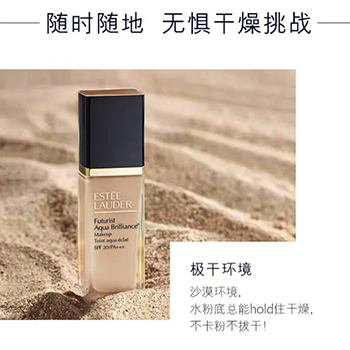 随时随地 无惧干燥挑战
ESTĒE
LAUDER
Futurist
Aqua Brilliance™
Makeup
Teint aqua éclat
SPF 20/PA+++
极干环境
沙漠环境,
水粉底总能hold住干燥,
不卡粉不拔干!